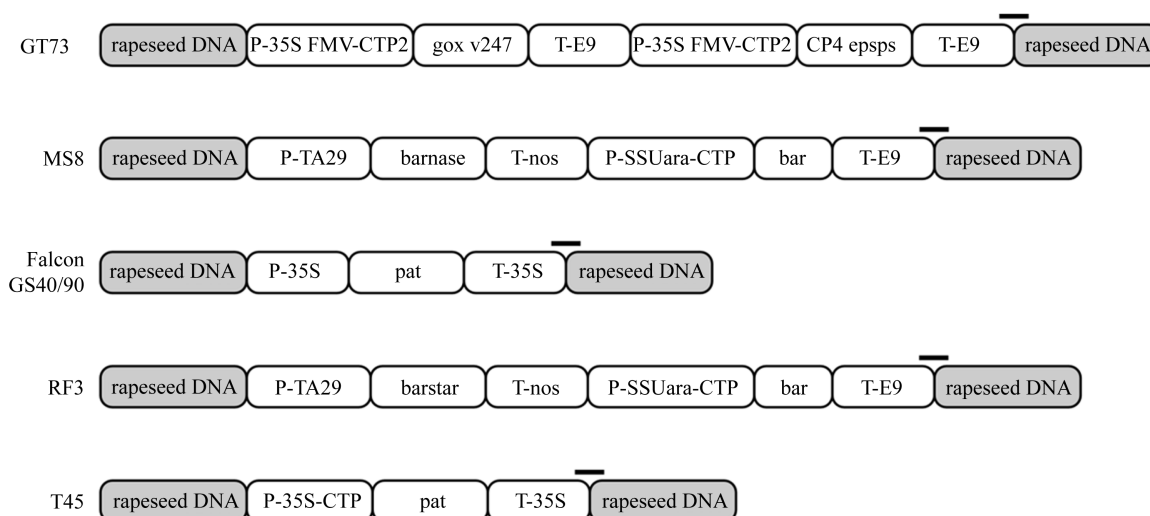 GT73 rapeseed DNA P-35S FMV-CTP2 gox v247 T-E9 P-35S FMV-CTP2 CP4 epsps T-E9 rapeseed DNA
MS8 rapeseed DNA P-TA29 barnase T-nos P-SSUara-CTP bar T-E9 rapeseed DNA
Falcon
GS40/90 rapeseed DNA P-35S pat T-35S rapeseed DNA
RF3 rapeseed DNA P-TA29 barstar T-nos P-SSUara-CTP bar T-E9 rapeseed DNA
T45 rapeseed DNA P-35S-CTP pat T-35S rapeseed DNA